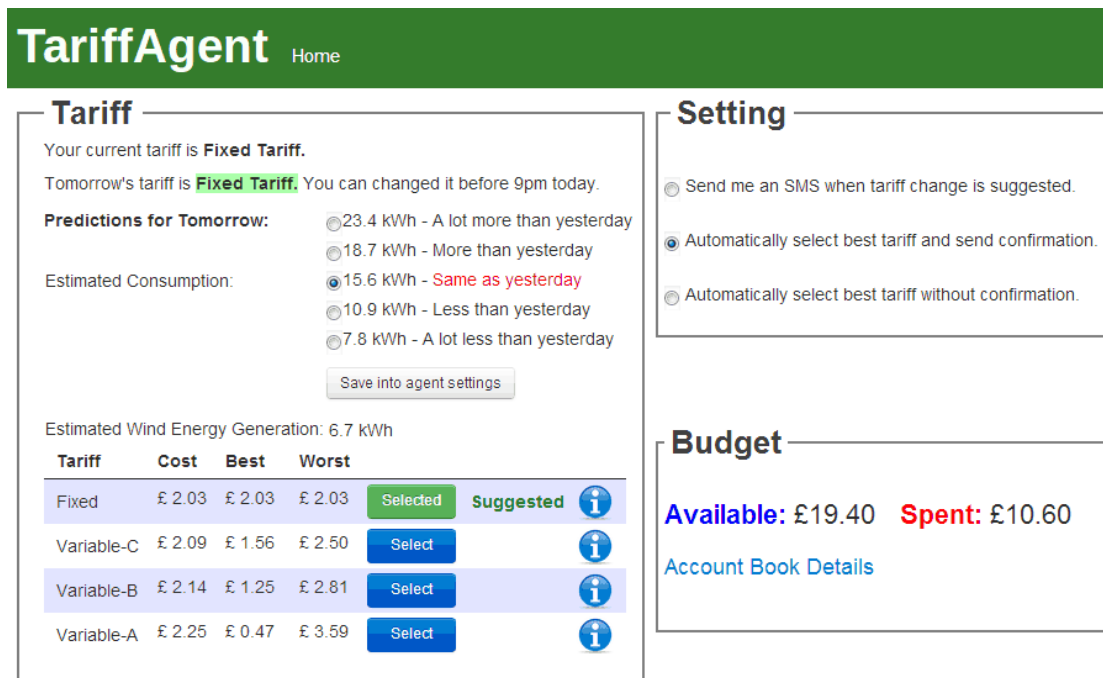 TariffAgent Home
Tariff
Your current tariff is Fixed Tariff.
Tomorrow's tariff is Fixed Tariff. You can changed it before 9pm today.
Predictions for Tomorrow:
Estimated Consumption:
23.4 kWh - A lot more than yesterday
18.7 kWh - More than yesterday
15.6 kWh - Same as yesterday
10.9 kWh - Less than yesterday
7.8 kWh - A lot less than yesterday
Save into agent settings
Estimated Wind Energy Generation: 6.7 kWh
Tariff Cost Best Worst
Fixed £ 2.03 £ 2.03 £ 2.03 Selected Suggested i
Variable-C £ 2.09 £ 1.56 £ 2.50 Select i
Variable-B £ 2.14 £ 1.25 £ 2.81 Select i
Variable-A £ 2.25 £ 0.47 £ 3.59 Select i
Setting
Send me an SMS when tariff change is suggested.
Automatically select best tariff and send confirmation.
Automatically select best tariff without confirmation.
Budget
Available: £19.40 Spent: £10.60
Account Book Details